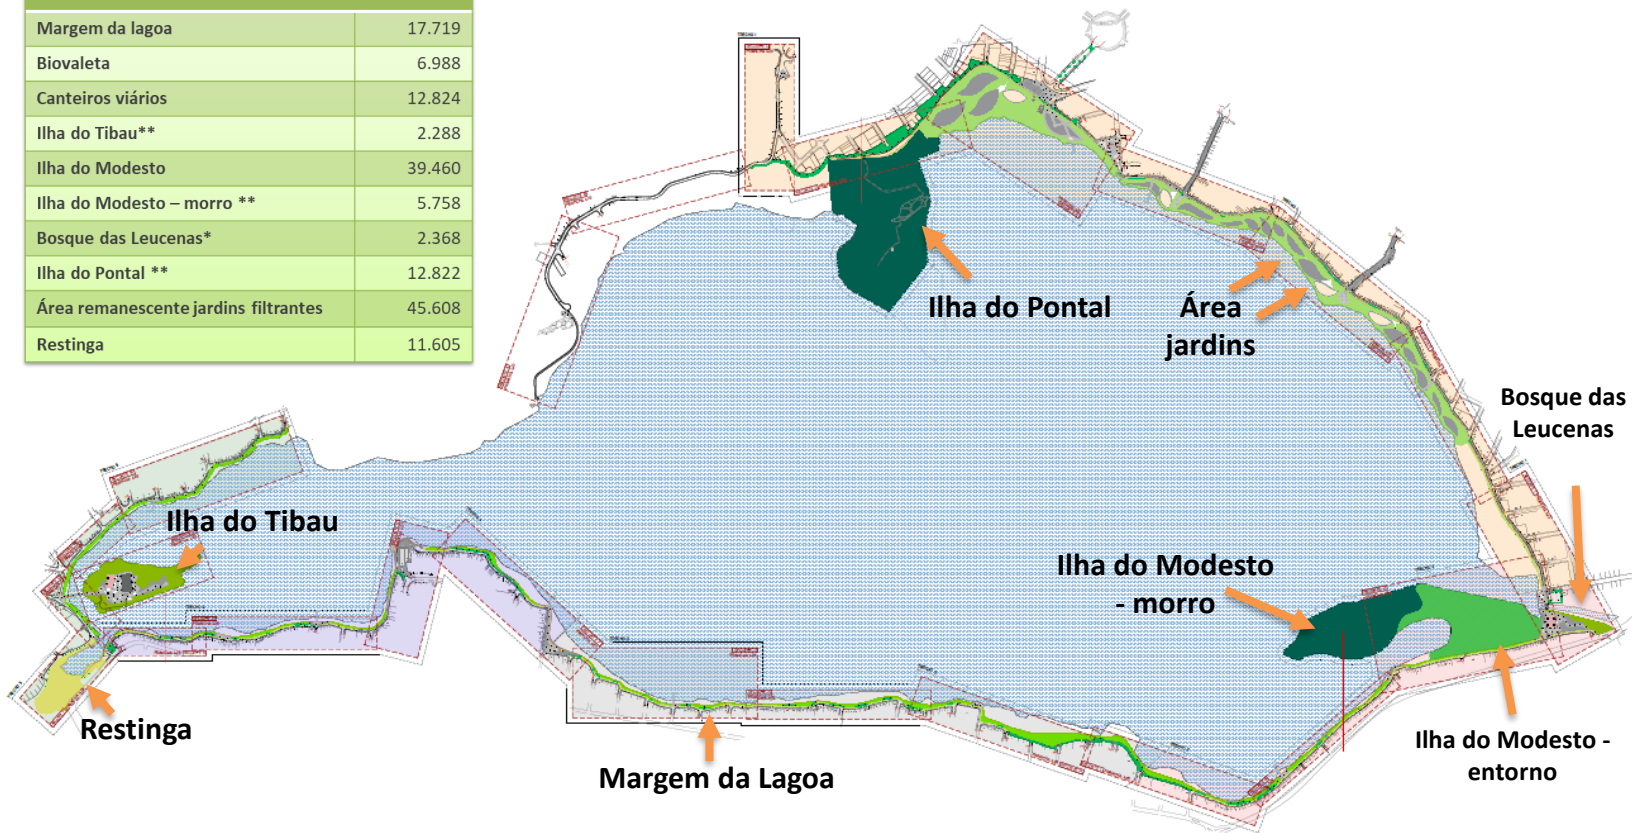 Margem da lagoa 17.719
Biovaleta 6.988
Canteiros viários 12.824
Ilha do Tibau** 2.288
Ilha do Modesto 39.460
Ilha do Modesto – morro ** 5.758
Bosque das Leucenas* 2.368
Ilha do Pontal ** 12.822
Área remanescente jardins filtrantes 45.608
Restinga 11.605
Ilha do Pontal
Área
jardins
Bosque das
Leucenas
Ilha do Tibau
Ilha do Modesto
- morro
Restinga
Margem da Lagoa
Ilha do Modesto -
entorno